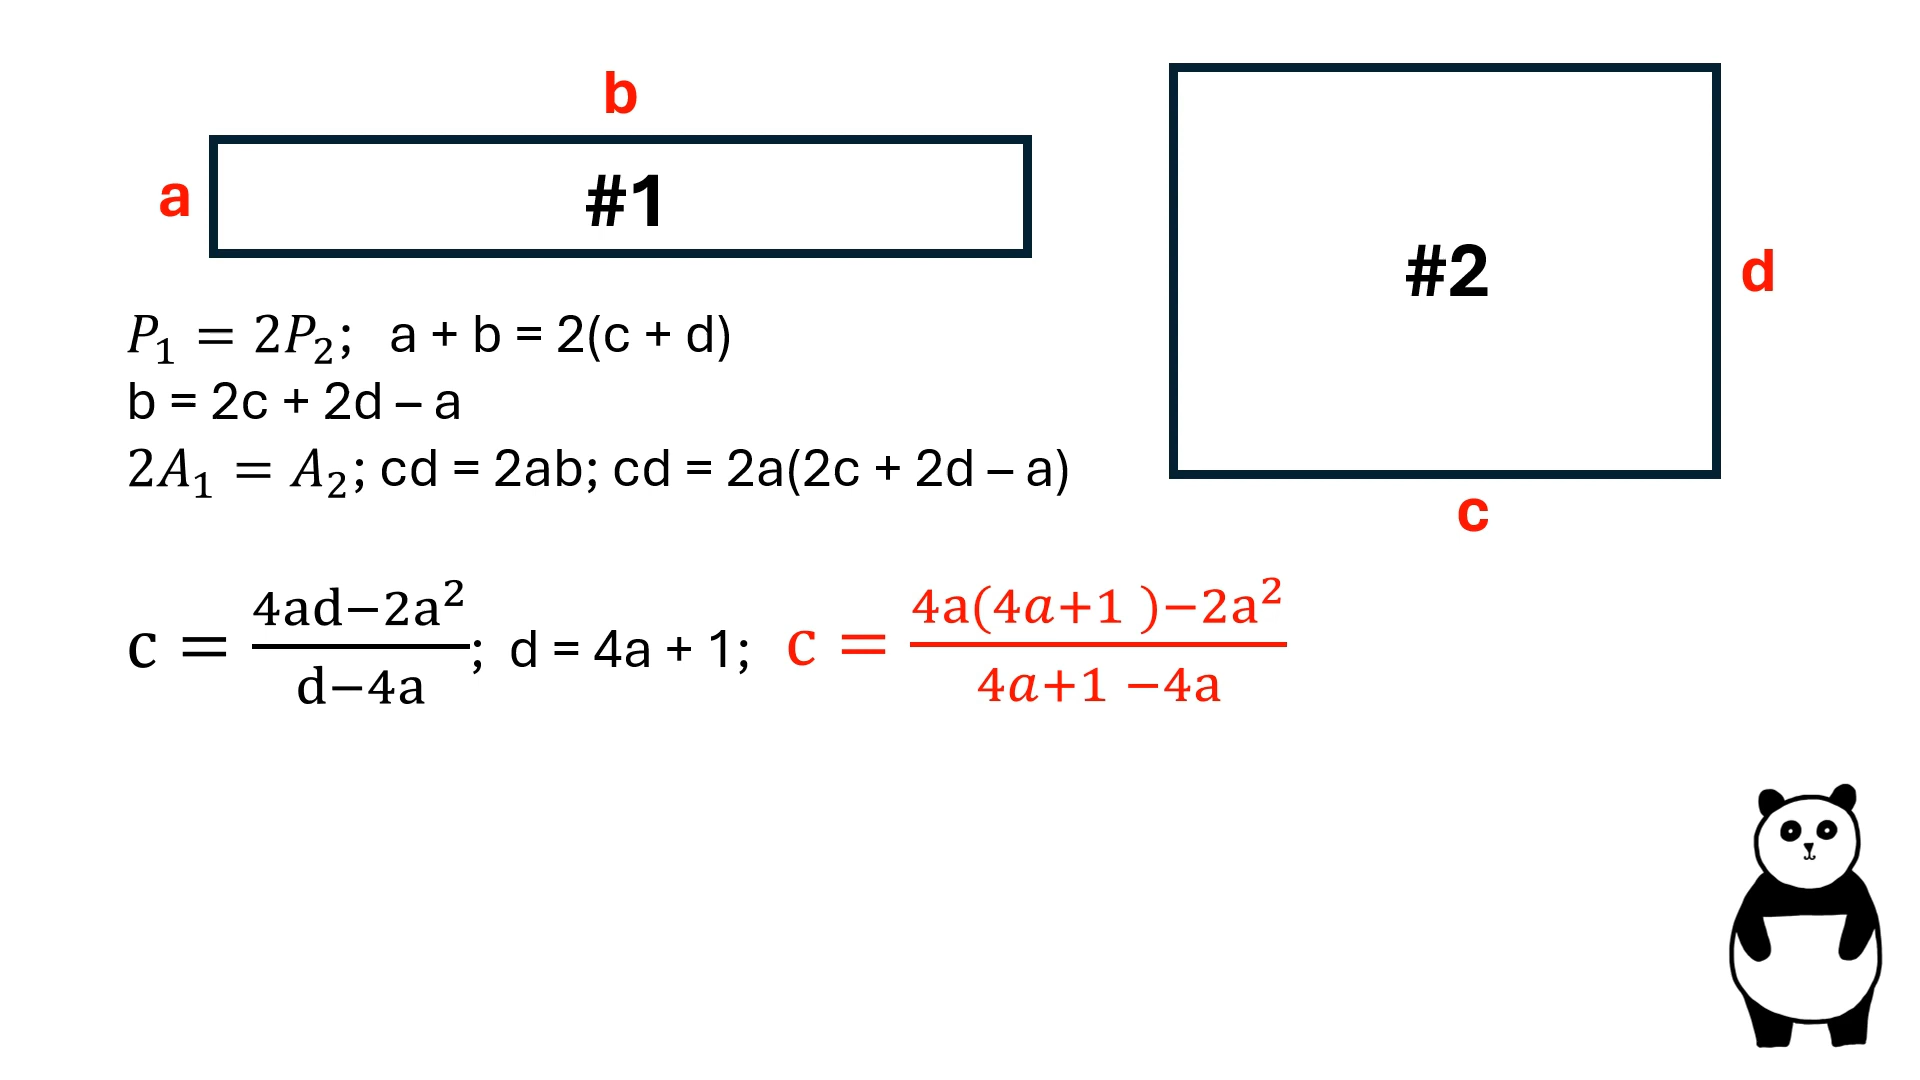 b
a
#1
#2
d
c
P₁ = 2P₂; a + b = 2(c + d)
b = 2c + 2d – a
2A₁ = A₂; cd = 2ab; cd = 2a(2c + 2d – a)
c = (4ad−2a²)/(d−4a); d = 4a + 1; c = (4a(4a+1 )−2a²)/(4a+1 −4a)